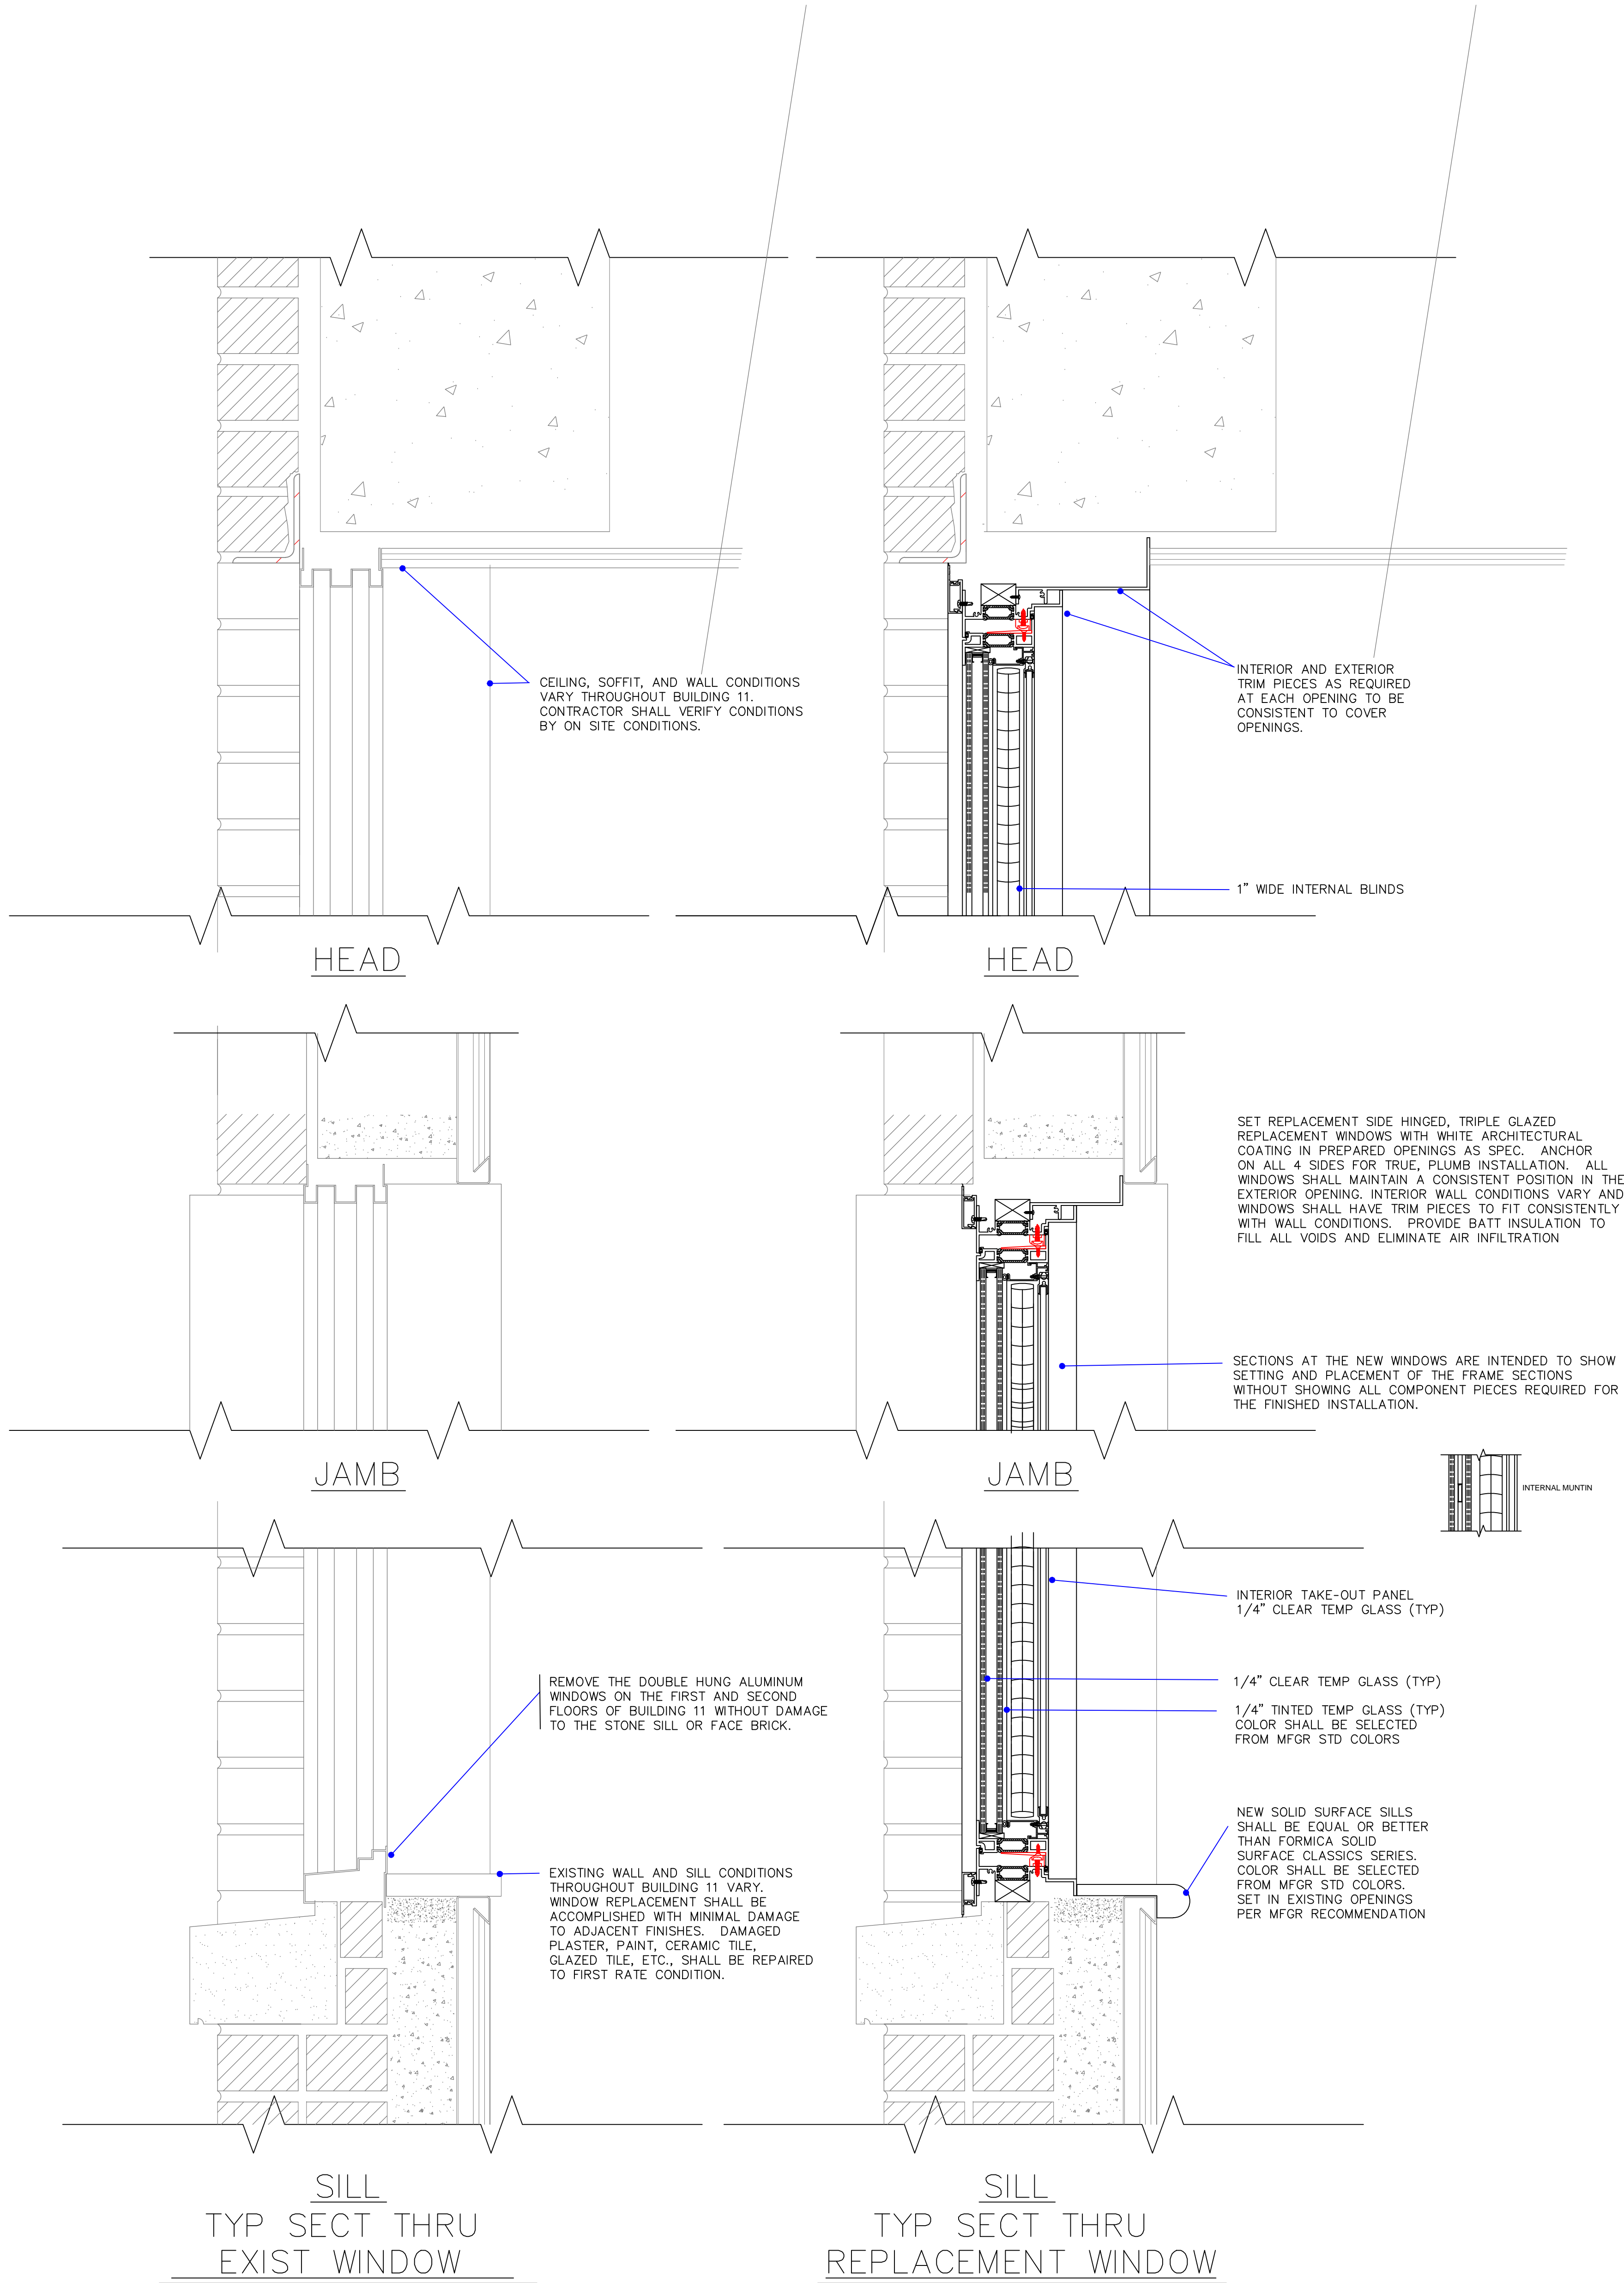 CEILING, SOFFIT, AND WALL CONDITIONS
VARY THROUGHOUT BUILDING 11.
CONTRACTOR SHALL VERIFY CONDITIONS
BY ON SITE CONDITIONS.
INTERIOR AND EXTERIOR
TRIM PIECES AS REQUIRED
AT EACH OPENING TO BE
CONSISTENT TO COVER
OPENINGS.
1” WIDE INTERNAL BLINDS
HEAD
HEAD
SET REPLACEMENT SIDE HINGED, TRIPLE GLAZED
REPLACEMENT WINDOWS WITH WHITE ARCHITECTURAL
COATING IN PREPARED OPENINGS AS SPEC. ANCHOR
ON ALL 4 SIDES FOR TRUE, PLUMB INSTALLATION. ALL
WINDOWS SHALL MAINTAIN A CONSISTENT POSITION IN THE
EXTERIOR OPENING. INTERIOR WALL CONDITIONS VARY AND
WINDOWS SHALL HAVE TRIM PIECES TO FIT CONSISTENTLY
WITH WALL CONDITIONS. PROVIDE BATT INSULATION TO
FILL ALL VOIDS AND ELIMINATE AIR INFILTRATION
SECTIONS AT THE NEW WINDOWS ARE INTENDED TO SHOW
SETTING AND PLACEMENT OF THE FRAME SECTIONS
WITHOUT SHOWING ALL COMPONENT PIECES REQUIRED FOR
THE FINISHED INSTALLATION.
JAMB
JAMB
INTERNAL MUNTIN
INTERIOR TAKE-OUT PANEL
1/4” CLEAR TEMP GLASS (TYP)
REMOVE THE DOUBLE HUNG ALUMINUM
WINDOWS ON THE FIRST AND SECOND
FLOORS OF BUILDING 11 WITHOUT DAMAGE
TO THE STONE SILL OR FACE BRICK.
1/4” CLEAR TEMP GLASS (TYP)
1/4” TINTED TEMP GLASS (TYP)
COLOR SHALL BE SELECTED
FROM MFGR STD COLORS
EXISTING WALL AND SILL CONDITIONS
THROUGHOUT BUILDING 11 VARY.
WINDOW REPLACEMENT SHALL BE
ACCOMPLISHED WITH MINIMAL DAMAGE
TO ADJACENT FINISHES. DAMAGED
PLASTER, PAINT, CERAMIC TILE,
GLAZED TILE, ETC., SHALL BE REPAIRED
TO FIRST RATE CONDITION.
NEW SOLID SURFACE SILLS
SHALL BE EQUAL OR BETTER
THAN FORMICA SOLID
SURFACE CLASSICS SERIES.
COLOR SHALL BE SELECTED
FROM MFGR STD COLORS.
SET IN EXISTING OPENINGS
PER MFGR RECOMMENDATION
SILL
TYP SECT THRU
EXIST WINDOW
SILL
TYP SECT THRU
REPLACEMENT WINDOW